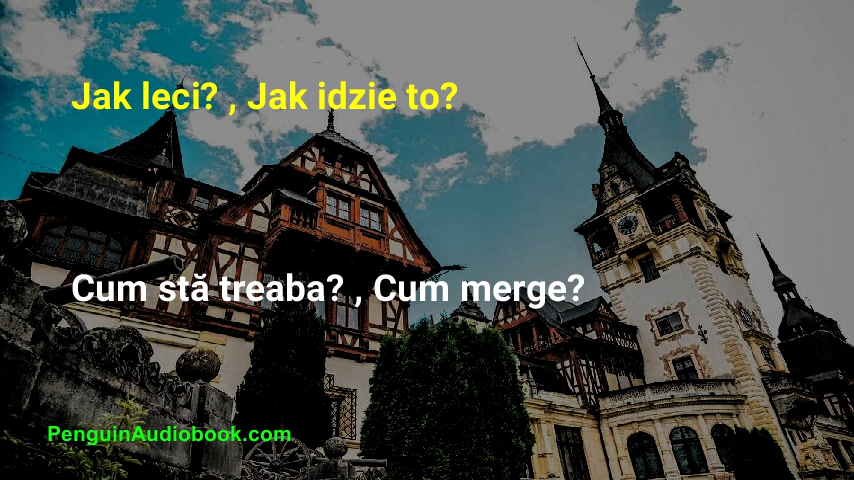 Jak leci? , Jak idzie to?
Cum stă treaba? , Cum merge?
PenguinAudiobook.com